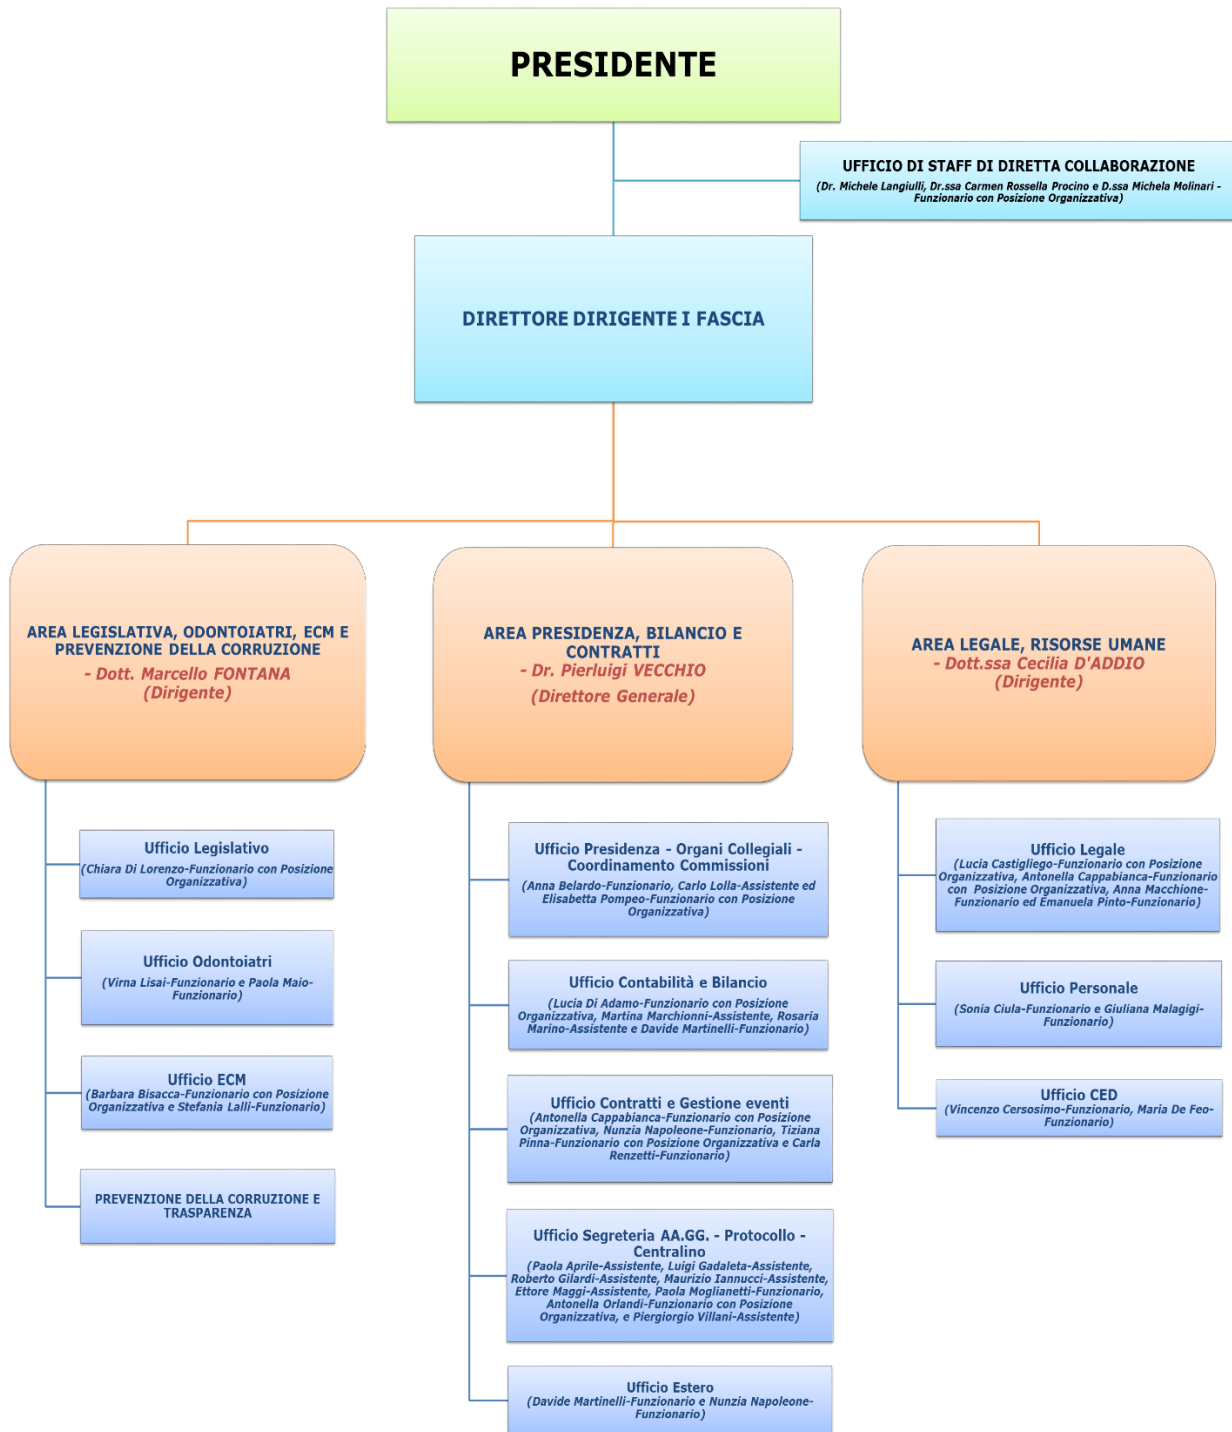 PRESIDENTE
UFFICIO DI STAFF DI DIRETTA COLLABORAZIONE
(Dr. Michele Langiulli, Dr.ssa Carmen Rossella Procino e D.ssa Michela Molinari -
Funzionario con Posizione Organizzativa)
DIRETTORE DIRIGENTE I FASCIA
AREA LEGISLATIVA, ODONTOIATRI, ECM E
PREVENZIONE DELLA CORRUZIONE
- Dott. Marcello FONTANA
(Dirigente)
Ufficio Legislativo
(Chiara Di Lorenzo-Funzionario con Posizione
Organizzativa)
Ufficio Odontoiatri
(Virna Lisai-Funzionario e Paola Maio-
Funzionario)
Ufficio ECM
(Barbara Bisacca-Funzionario con Posizione
Organizzativa e Stefania Lalli-Funzionario)
PREVENZIONE DELLA CORRUZIONE E
TRASPARENZA
AREA PRESIDENZA, BILANCIO E
CONTRATTI
- Dr. Pierluigi VECCHIO
(Direttore Generale)
Ufficio Presidenza - Organi Collegiali -
Coordinamento Commissioni
(Anna Belardo-Funzionario, Carlo Lolla-Assistente ed
Elisabetta Pompeo-Funzionario con Posizione
Organizzativa)
Ufficio Contabilità e Bilancio
(Lucia Di Adamo-Funzionario con Posizione
Organizzativa, Martina Marchionni-Assistente, Rosaria
Marino-Assistente e Davide Martinelli-Funzionario)
Ufficio Contratti e Gestione eventi
(Antonella Cappabianca-Funzionario con Posizione
Organizzativa, Nunzia Napoleone-Funzionario, Tiziana
Pinna-Funzionario con Posizione Organizzativa e Carla
Renzetti-Funzionario)
Ufficio Segreteria AA.GG. - Protocollo -
Centralino
(Paola Aprile-Assistente, Luigi Gadaleta-Assistente,
Roberto Gilardi-Assistente, Maurizio Iannucci-Assistente,
Ettore Maggi-Assistente, Paola Moglianetti-Funzionario,
Antonella Orlandi-Funzionario con Posizione
Organizzativa, e Piergiorgio Villani-Assistente)
Ufficio Estero
(Davide Martinelli-Funzionario e Nunzia Napoleone-
Funzionario)
AREA LEGALE, RISORSE UMANE
- Dott.ssa Cecilia D'ADDIO
(Dirigente)
Ufficio Legale
(Lucia Castigliego-Funzionario con Posizione
Organizzativa, Antonella Cappabianca-Funzionario
con Posizione Organizzativa, Anna Macchione-
Funzionario ed Emanuela Pinto-Funzionario)
Ufficio Personale
(Sonia Ciula-Funzionario e Giuliana Malagigi-
Funzionario)
Ufficio CED
(Vincenzo Cersosimo-Funzionario, Maria De Feo-
Funzionario)